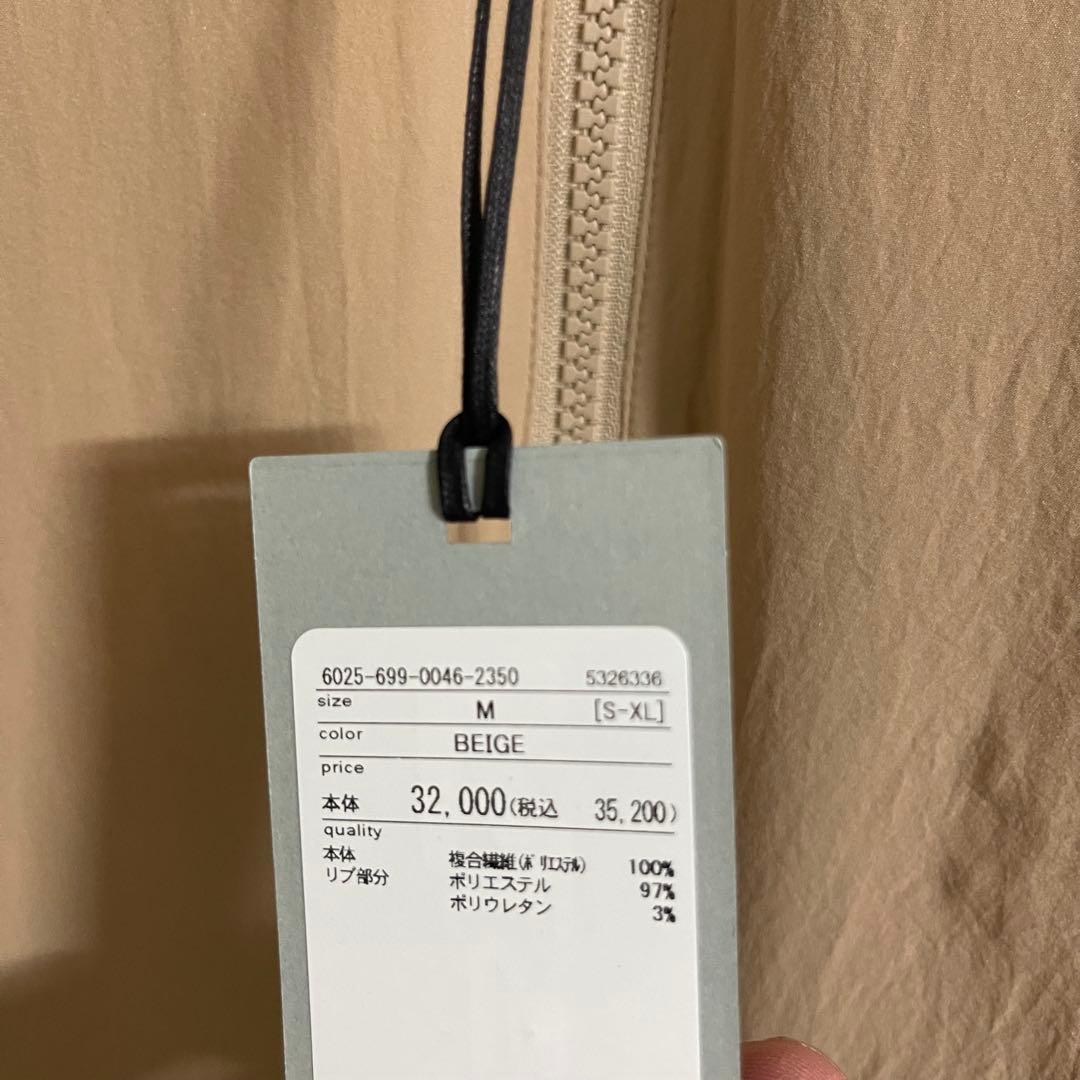 6025-699-0046-2350 5326336
size M [S-XL]
color BEIGE
price
本体 32,000(税込 35,200)
quality
本体 複合繊維(ポリエステル) 100%
リブ部分 ポリエステル 97%
ポリウレタン 3%